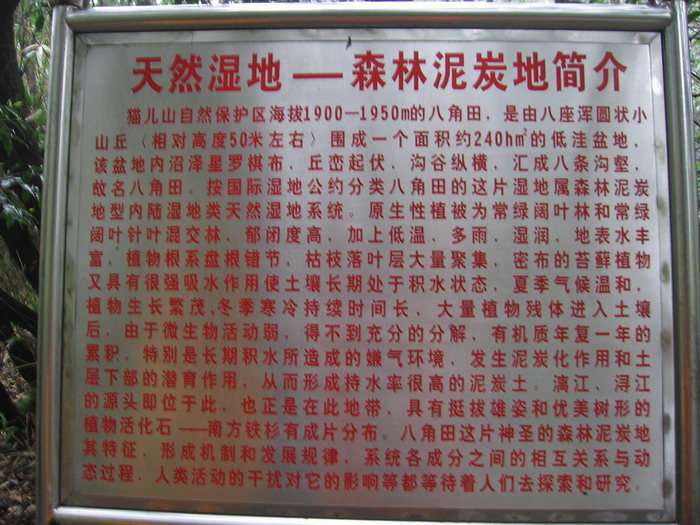 天然湿地——森林泥炭地简介
猫儿山自然保护区海拔1900—1950m的八角田，是由八座浑圆状小
山丘〈相对高度50米左右〉围成一个面积约240hm²的低洼盆地，
该盆地内沼泽星罗棋布、丘峦起伏、沟谷纵横，汇成八条沟壑，
故名八角田。按国际湿地公约分类八角田的这片湿地属森林泥炭
地型内陆湿地类天然湿地系统。原生性植被为常绿阔叶林和常绿
阔叶针叶混交林，郁闭度高，加上低温、多雨、湿润，地表水丰
富，植物根系盘根错节，枯枝落叶层大量聚集，密布的苔藓植物
又具有很强吸水作用使土壤长期处于积水状态，夏季气候温和，
植物生长繁茂，冬季寒冷持续时间长，大量植物残体进入土壤
后，由于微生物活动弱，得不到充分的分解，有机质年复一年的
累积，特别是长期积水所造成的嫌气环境，发生泥炭化作用和土
层下部的潜育作用，从而形成持水率很高的泥炭土。漓江、浔江
的源头即位于此，也正是在此地带，具有挺拔雄姿和优美树形的
植物活化石——南方铁杉有成片分布。八角田这片神圣的森林泥炭地
其特征、形成机制和发展规律，系统各成分之间的相互关系与动
态过程、人类活动的干扰对它的影响等都等待着人们去探索和研究。